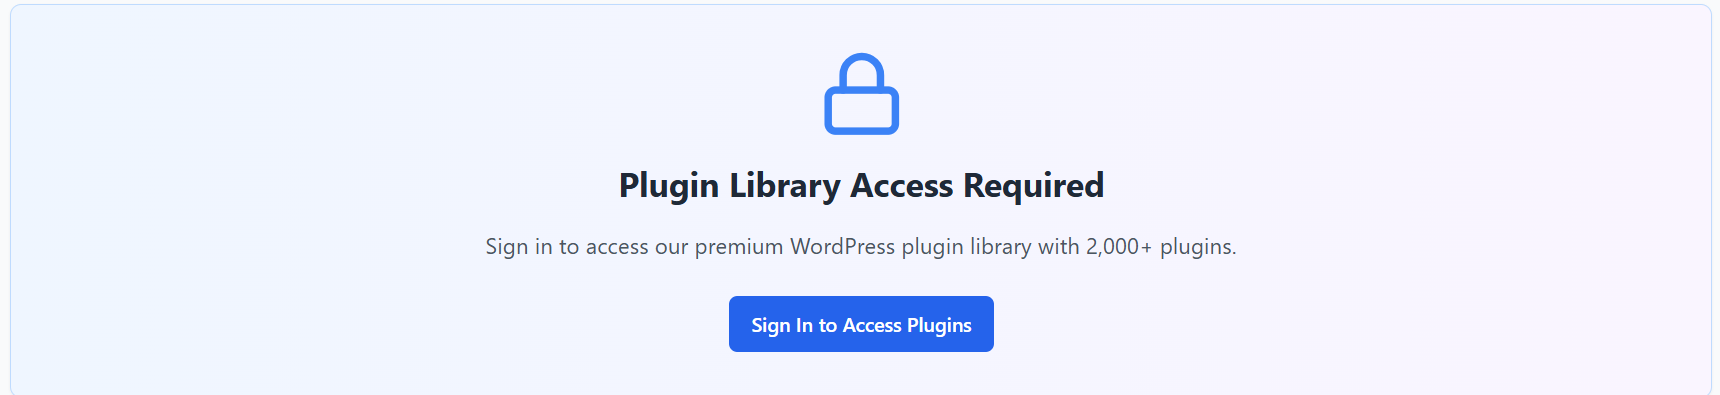 Plugin Library Access Required
Sign in to access our premium WordPress plugin library with 2,000+ plugins.
Sign In to Access Plugins